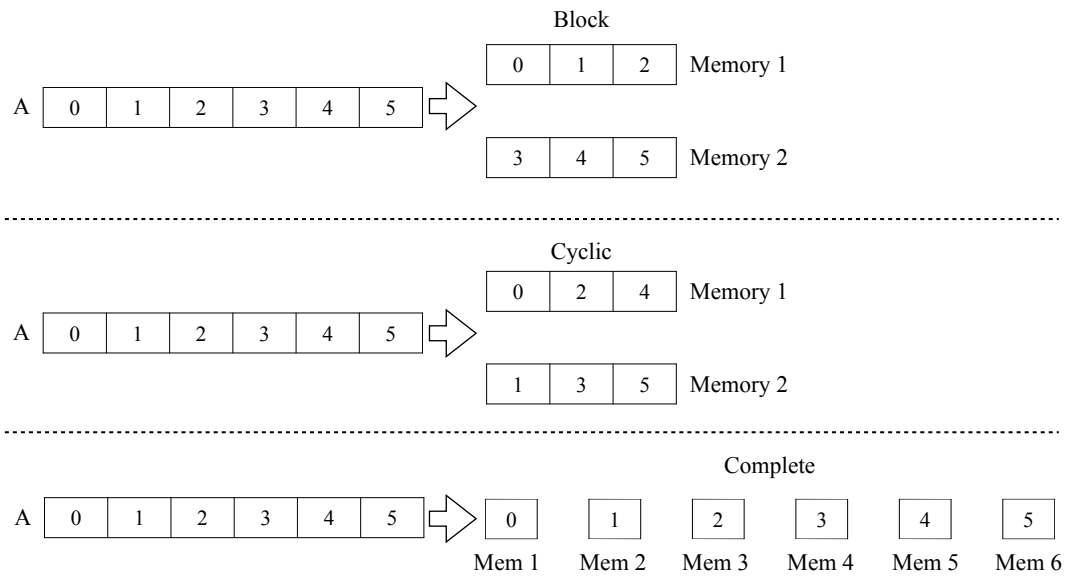 Block
0 1 2 Memory 1
A 0 1 2 3 4 5
3 4 5 Memory 2
Cyclic
0 2 4 Memory 1
A 0 1 2 3 4 5
1 3 5 Memory 2
Complete
A 0 1 2 3 4 5 0 1 2 3 4 5
Mem 1 Mem 2 Mem 3 Mem 4 Mem 5 Mem 6